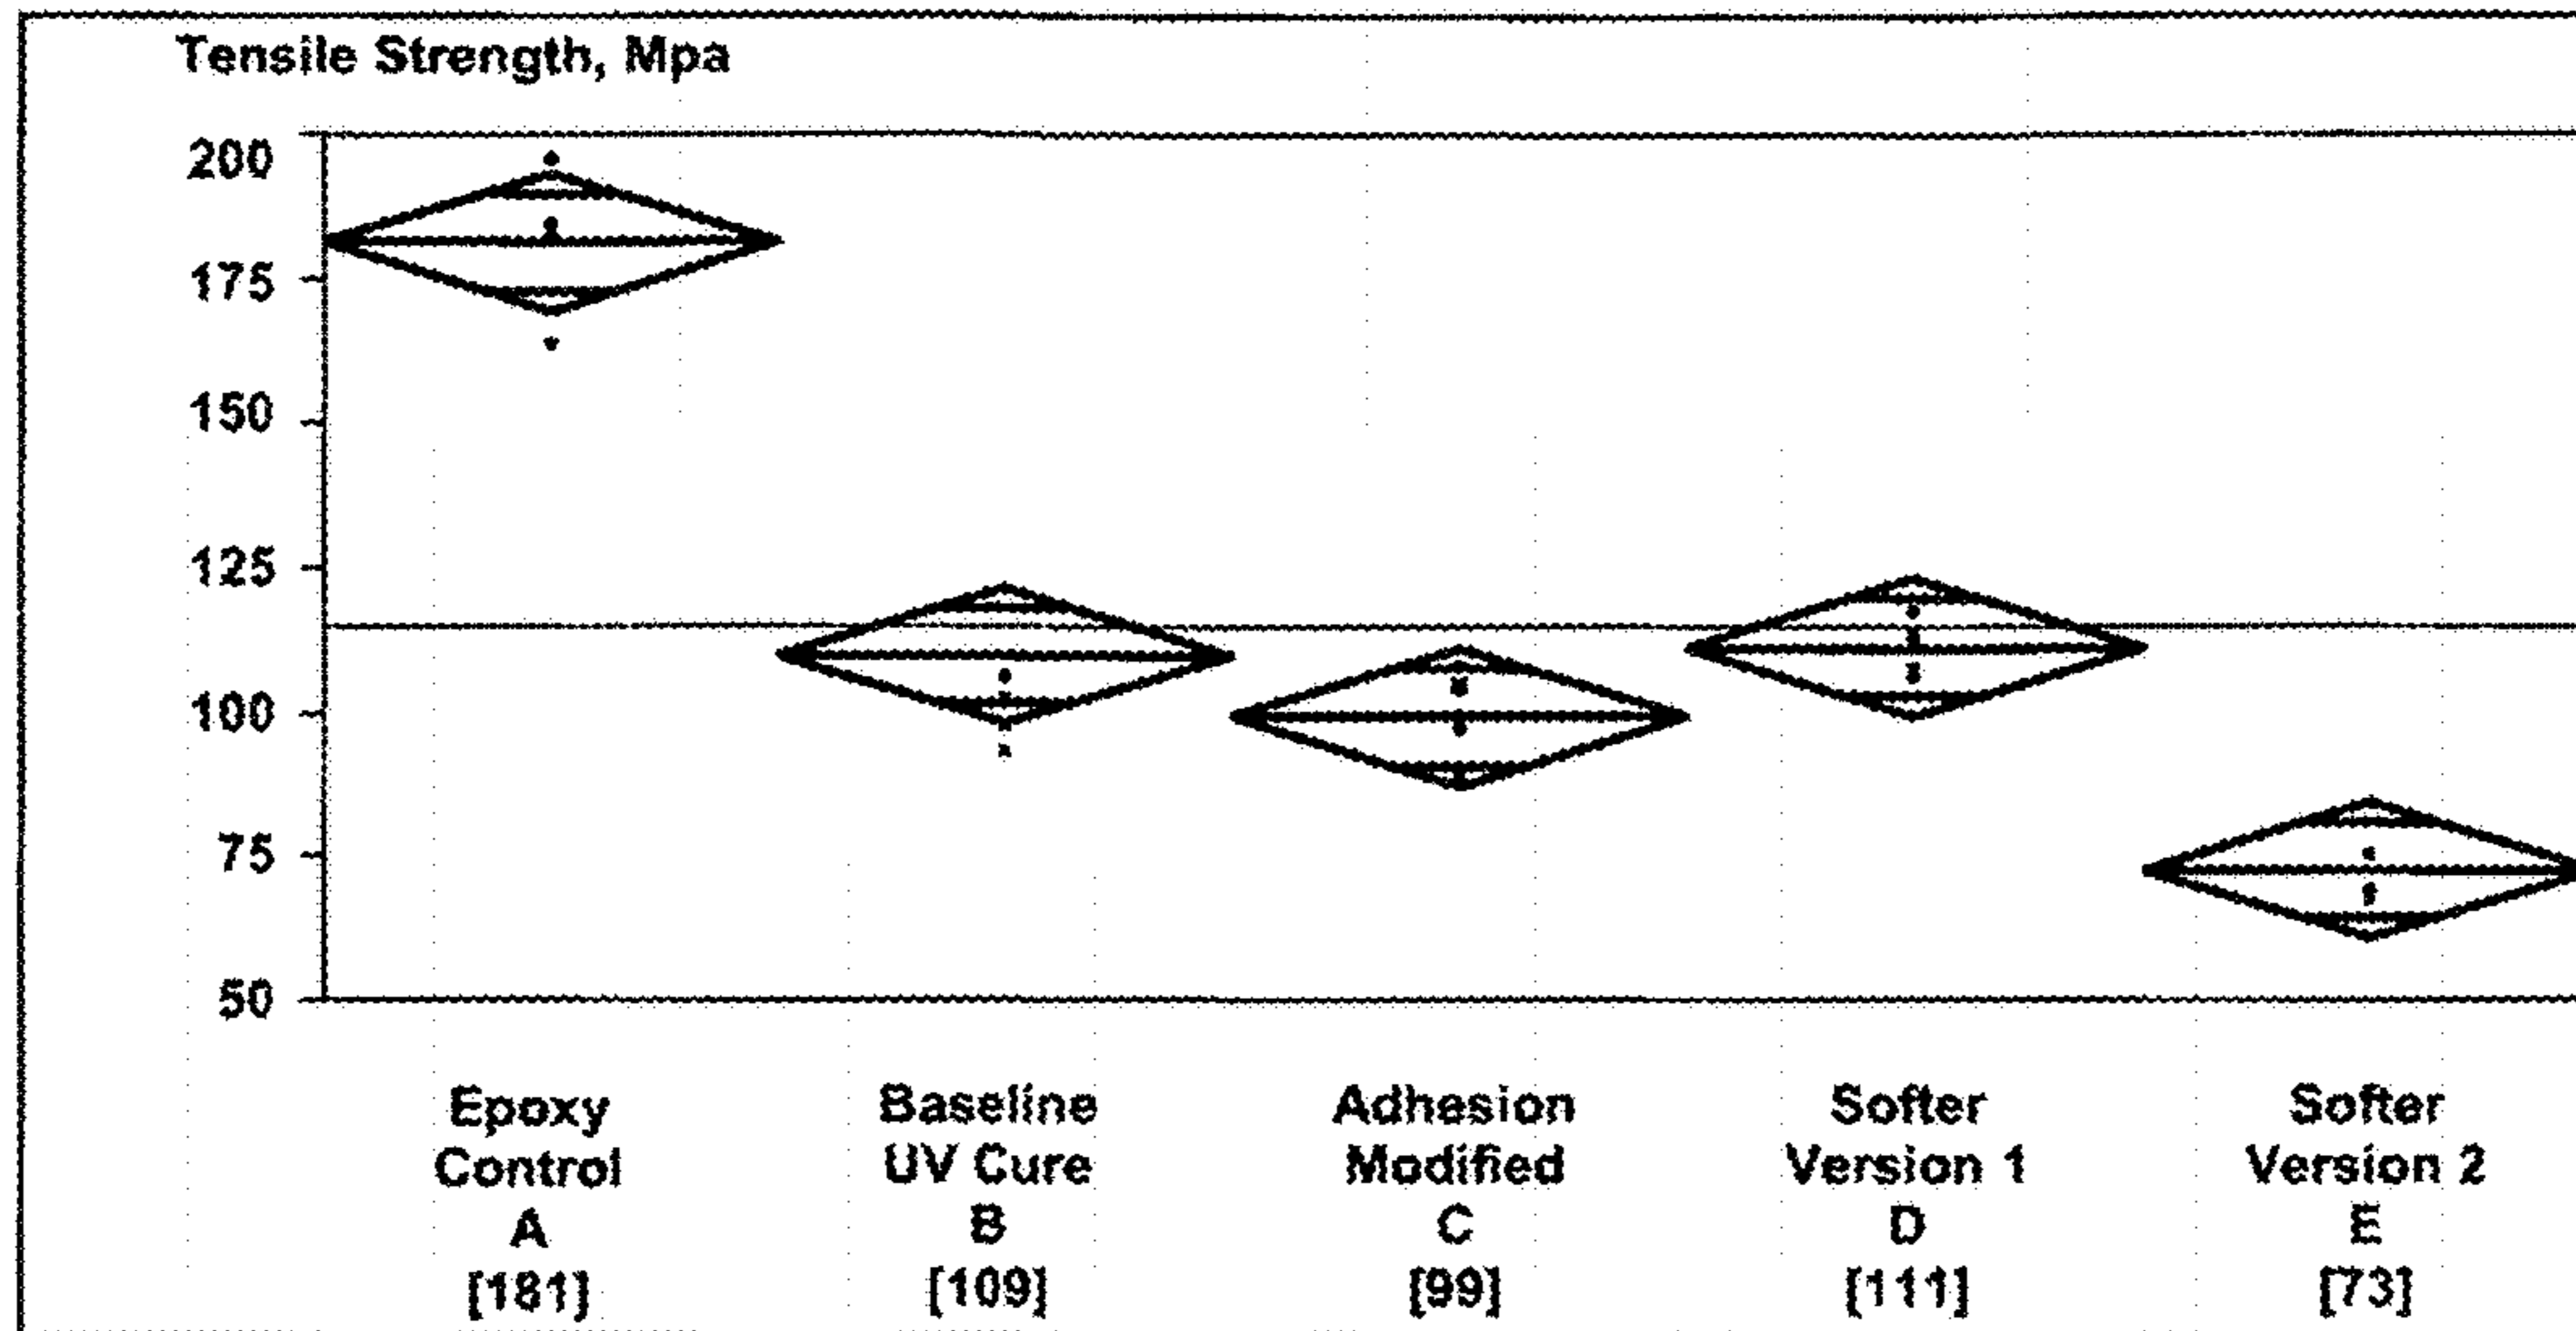 Tensile Strength, Mpa
200
175
150
125
100
75
50
Epoxy
Control
A
[181]
Baseline
UV Cure
B
[109]
Adhesion
Modified
C
[99]
Softer
Version 1
D
[111]
Softer
Version 2
E
[73]